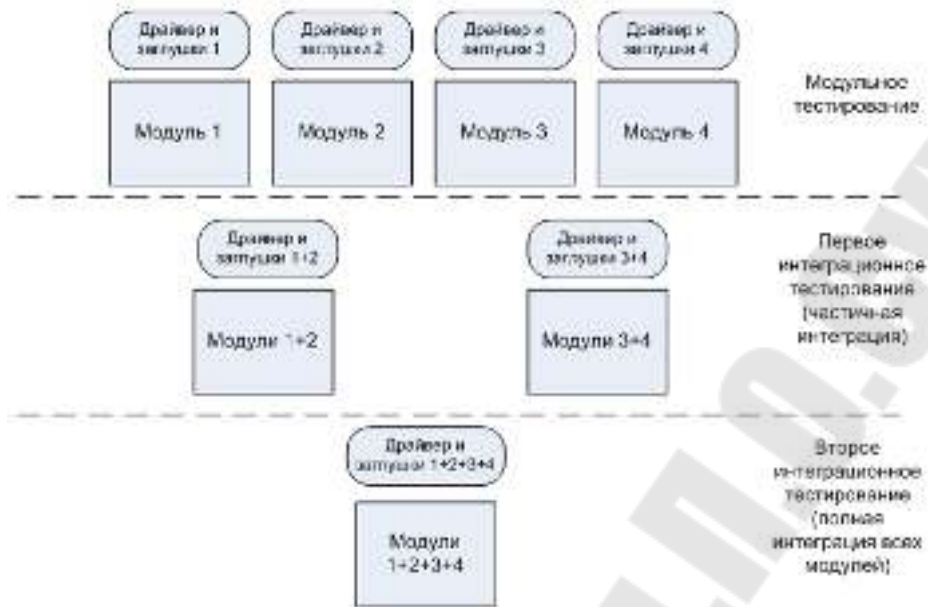 Драйвер и
заглушки 1
Драйвер и
заглушки 2
Драйвер и
заглушки 3
Драйвер и
заглушки 4
Модуль 1
Модуль 2
Модуль 3
Модуль 4
Модульное
тестирование
Драйвер и
заглушки 1+2
Драйвер и
заглушки 3+4
Модули 1+2
Модули 3+4
Первое
интеграционное
тестирование
(частичная
интеграция)
Драйвер и
заглушки 1+2+3+4
Модули
1+2+3+4
Второе
интеграционное
тестирование
(полная
интеграция всех
модулей)